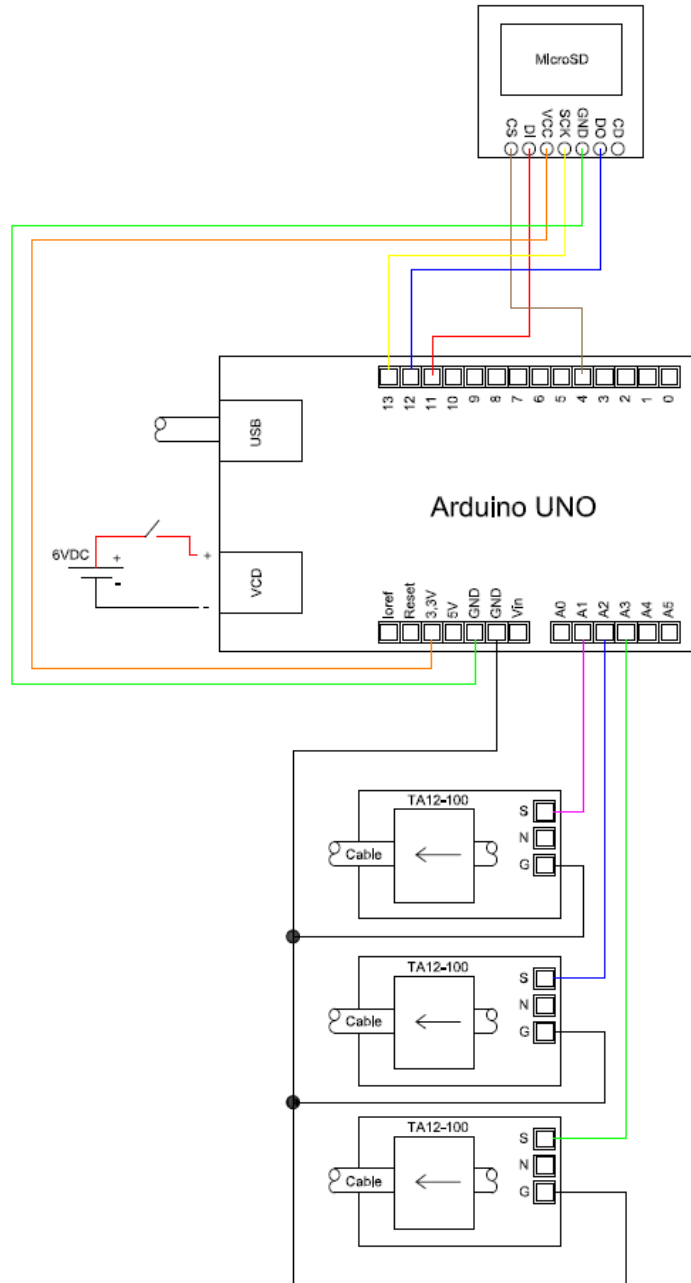 MicroSD
CS DI VCC SCK GND DO CD
13 12 11 10 9 8 7 6 5 4 3 2 1 0
USB
Arduino UNO
6VDC + - + -
VCD
Ioref Reset 3,3V 5V GND GND Vin A0 A1 A2 A3 A4 A5
TA12-100
S
N
Cable
G
TA12-100
S
N
Cable
G
TA12-100
S
N
Cable
G